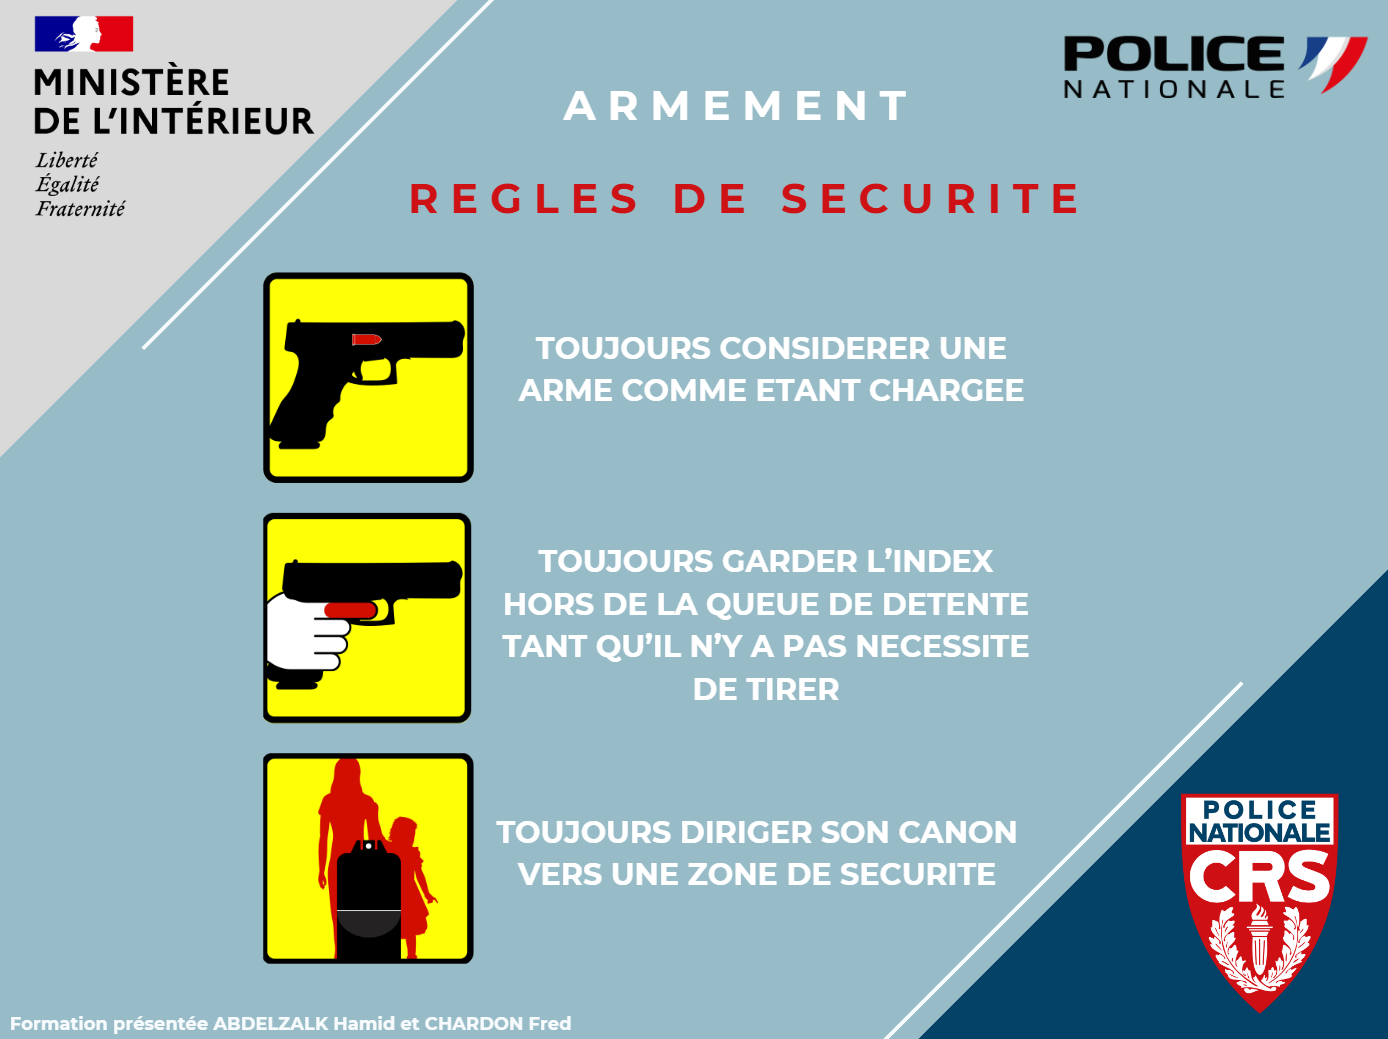 MINISTÈRE
DE L'INTÉRIEUR
Liberté
Égalité
Fraternité
POLICE
NATIONALE
ARMEMENT
REGLES DE SECURITE
TOUJOURS CONSIDERER UNE
ARME COMME ETANT CHARGEE
TOUJOURS GARDER L’INDEX
HORS DE LA QUEUE DE DETENTE
TANT QU’IL N’Y A PAS NECESSITE
DE TIRER
TOUJOURS DIRIGER SON CANON
VERS UNE ZONE DE SECURITE
POLICE
NATIONALE
CRS
Formation présentée ABDELZALK Hamid et CHARDON Fred